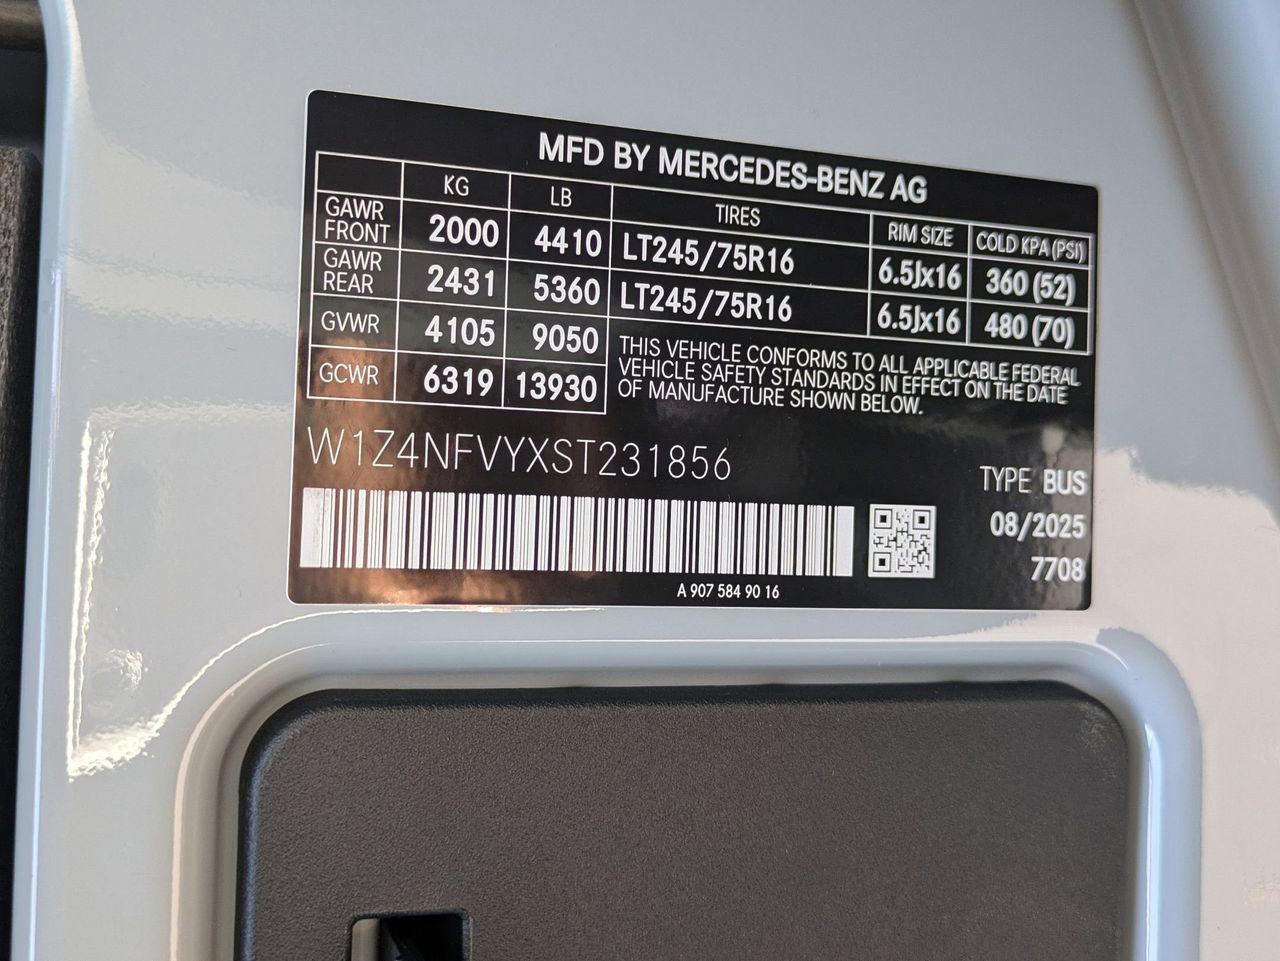 MFD BY MERCEDES-BENZ AG
KG LB TIRES RIM SIZE COLD KPA (PSI)
GAWR FRONT 2000 4410 LT245/75R16 6.5Jx16 360 (52)
GAWR REAR 2431 5360 LT245/75R16 6.5Jx16 480 (70)
GVWR 4105 9050
GCWR 6319 13930
THIS VEHICLE CONFORMS TO ALL APPLICABLE FEDERAL
VEHICLE SAFETY STANDARDS IN EFFECT ON THE DATE
OF MANUFACTURE SHOWN BELOW.
W1Z4NFVYXST231856
TYPE BUS
08/2025
7708
A 907 584 90 16